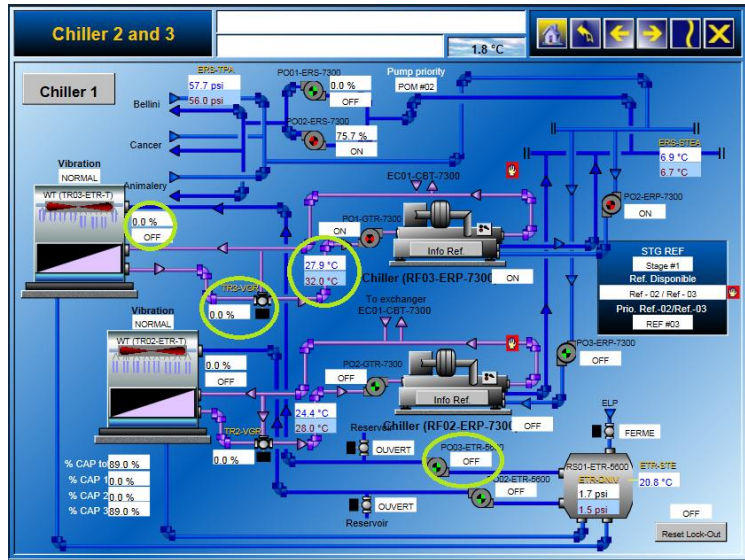 Chiller 2 and 3
1.8 °C
Chiller 1
ERS-TPA
57.7 psi
56.0 psi
Bellini
Cancer
Animalery
PO01-ERS-7300
0.0 %
OFF
PO02-ERS-7300
75.7 %
ON
Pump priority
POM #02
ERS-STEA
6.9 °C
6.7 °C
Vibration
NORMAL
WT (TR03-ETR-T)
0.0 %
OFF
EC01-CBT-7300
PO1-GTR-7300
ON
Info Ref.
Chiller (RF03-ERP-7300)
ON
PO2-ERP-7300
ON
27.9 °C
32.0 °C
TR3-VGR
0.0 %
STG REF
Stage #1
Ref. Disponible
Ref - 02 / Ref - 03
Prio. Ref.-02/Ref.-03
REF #03
To exchanger
EC01-CBT-7300
Vibration
NORMAL
WT (TR02-ETR-T)
0.0 %
OFF
PO2-GTR-7300
OFF
Info Ref.
Chiller (RF02-ERP-7300)
OFF
PO3-ERP-7300
OFF
24.4 °C
28.0 °C
TR2-VGR
0.0 %
Reservoir
OUVERT
PO03-ETR-5600
OFF
PO02-ETR-5600
OFF
OUVERT
Reservoir
ELP
FERME
RS01-ETR-5600
1.7 psi
1.5 psi
ETR-STE
20.8 °C
% CAP to
89.0 %
% CAP 1
0.0 %
% CAP 2
0.0 %
% CAP 3
89.0 %
OFF
Reset Lock-Out